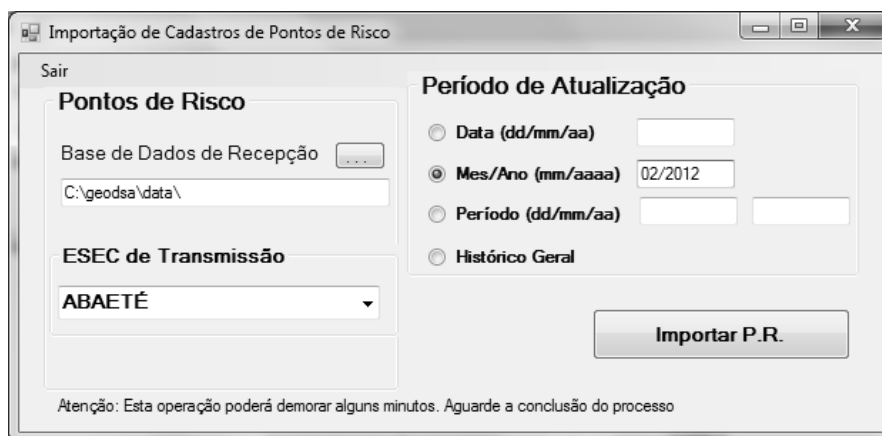 Importação de Cadastros de Pontos de Risco
Sair
Pontos de Risco
Base de Dados de Recepção ...
C:\geodsa\data\
ESEC de Transmissão
ABAETÉ
Período de Atualização
Data (dd/mm/aa)
Mes/Ano (mm/aaaa) 02/2012
Período (dd/mm/aa)
Histórico Geral
Importar P.R.
Atenção: Esta operação poderá demorar alguns minutos. Aguarde a conclusão do processo